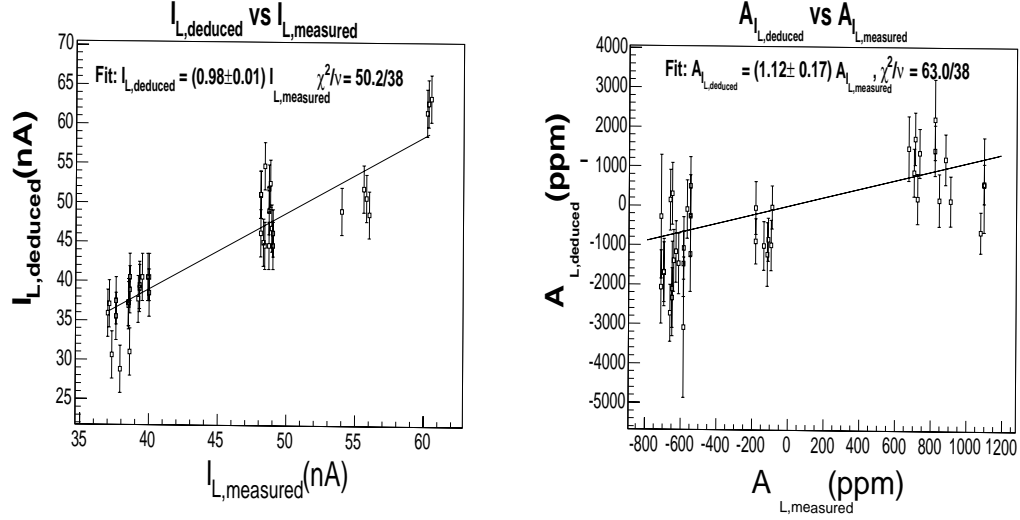 I_L,deduced vs I_L,measured
Fit: I_L,deduced = (0.98±0.01) I_L,measured χ²/ν = 50.2/38
I_L,deduced (nA)
70
65
60
55
50
45
40
35
30
25
35 40 45 50 55 60
I_L,measured (nA)
A_I_L,deduced vs A_I_L,measured
Fit: A_I_L,deduced = (1.12± 0.17) A_I_L,measured , χ²/ν = 63.0/38
A_L,deduced (ppm)
4000
3000
2000
1000
0
-1000
-2000
-3000
-4000
-5000
-800 -600 -400 -200 0 200 400 600 800 1000 1200
A_L,measured (ppm)